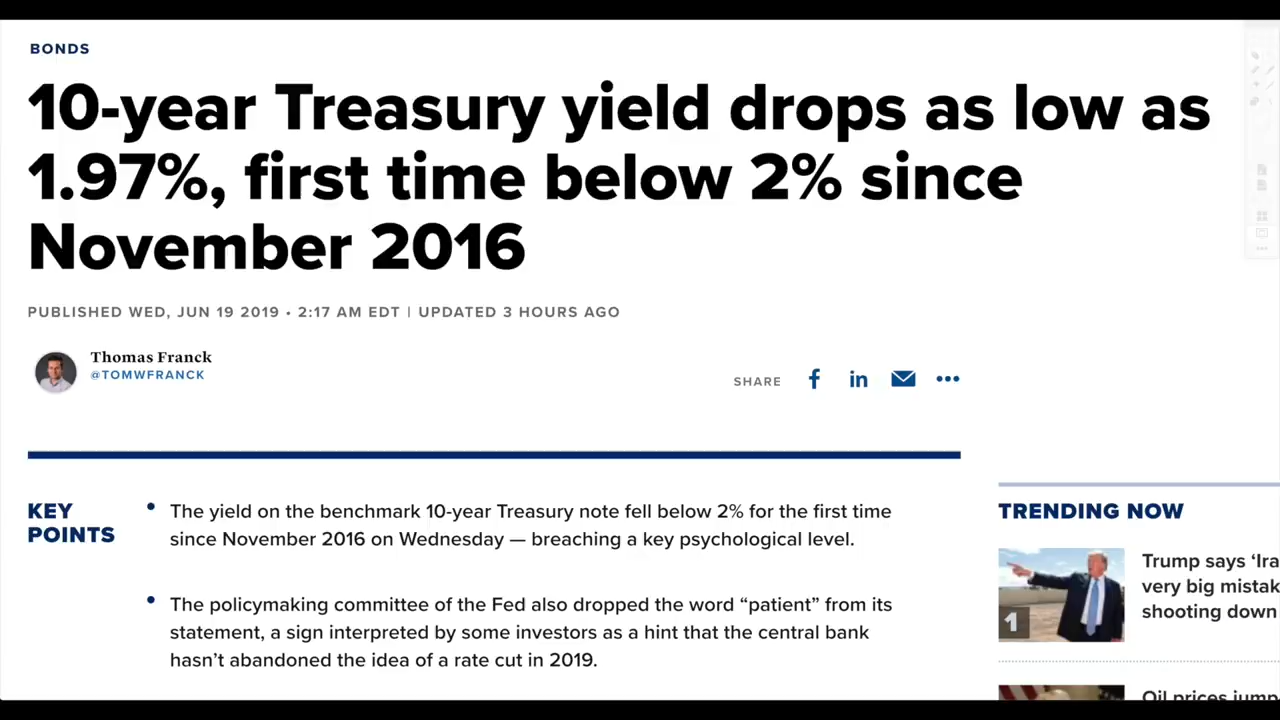 BONDS
10-year Treasury yield drops as low as
1.97%, first time below 2% since
November 2016
PUBLISHED WED, JUN 19 2019 • 2:17 AM EDT | UPDATED 3 HOURS AGO
Thomas Franck
@TOMWFRANCK
SHARE
KEY
POINTS
• The yield on the benchmark 10-year Treasury note fell below 2% for the first time
since November 2016 on Wednesday — breaching a key psychological level.
• The policymaking committee of the Fed also dropped the word “patient” from its
statement, a sign interpreted by some investors as a hint that the central bank
hasn’t abandoned the idea of a rate cut in 2019.
TRENDING NOW
1
Trump says ‘Ira
very big mistak
shooting down
Oil prices jump